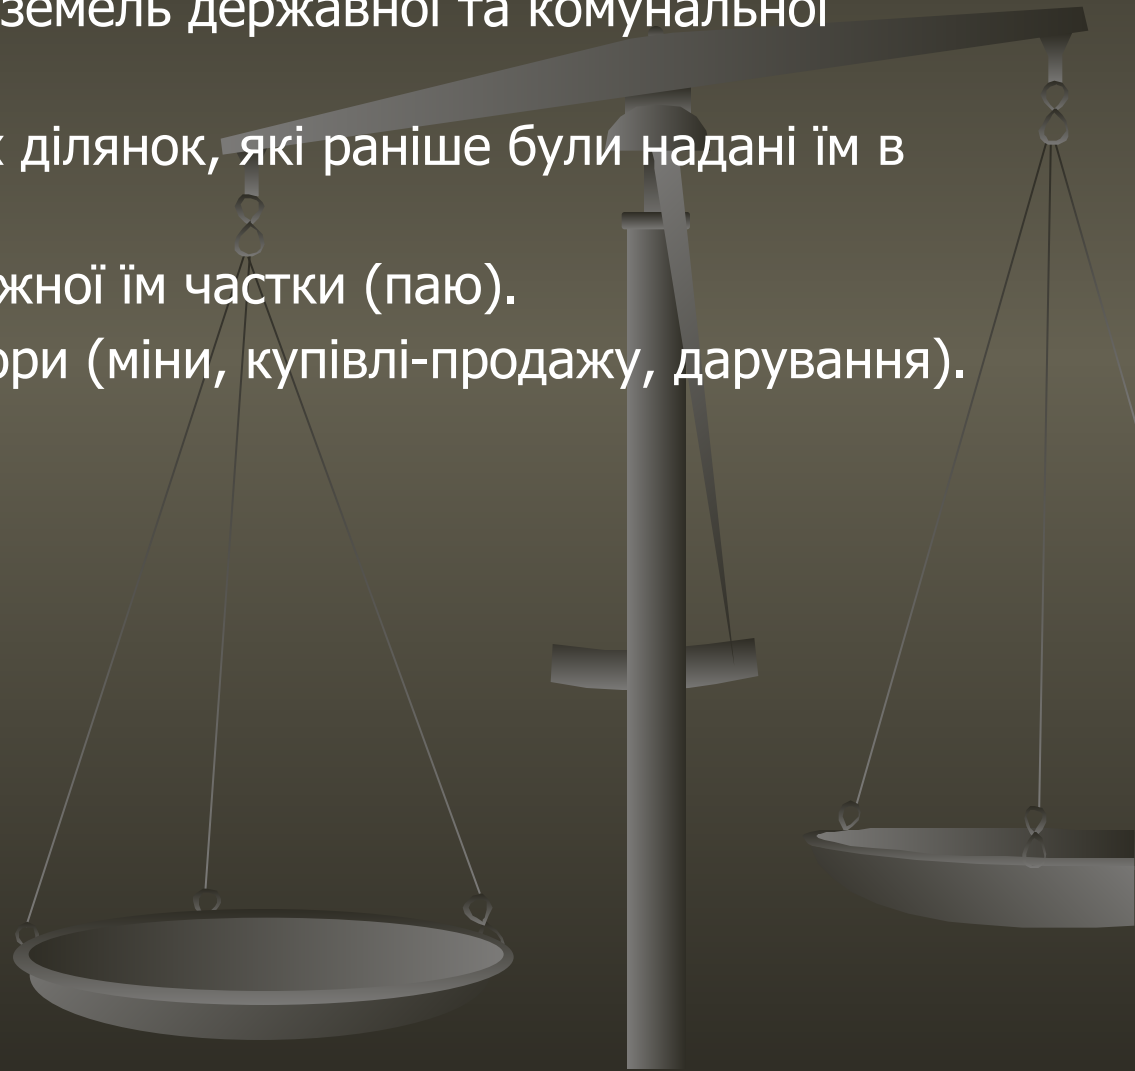 земель державної та комунальної
ділянок, які раніше були надані їм в
жної їм частки (паю).
ори (міни, купівлі-продажу, дарування).